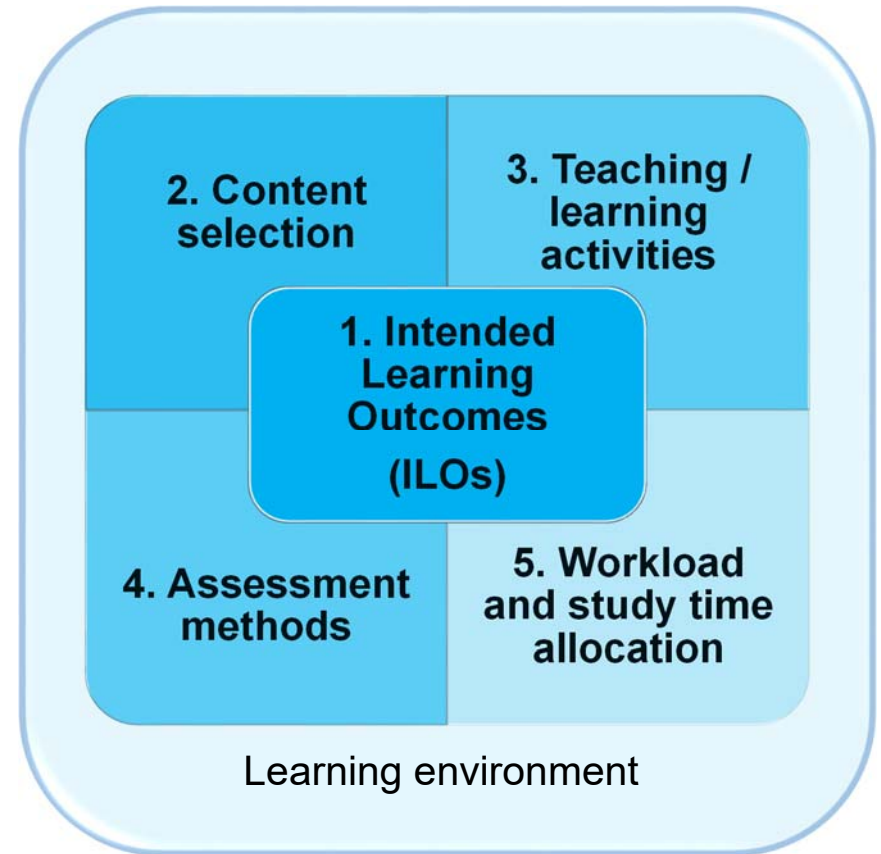 2. Content
selection
3. Teaching /
learning
activities
1. Intended
Learning
Outcomes
(ILOs)
4. Assessment
methods
5. Workload
and study time
allocation
Learning environment